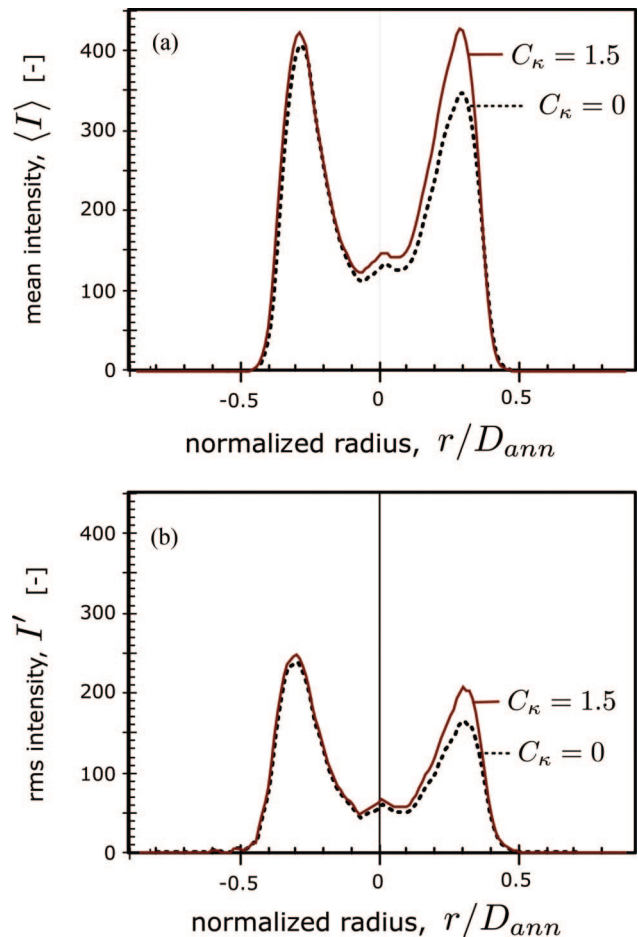 (a)
mean intensity, ⟨I⟩ [-]
400
300
200
100
0
C_κ = 1.5
C_κ = 0
-0.5 0 0.5
normalized radius, r/D_ann
(b)
rms intensity, I′ [-]
400
300
200
100
0
C_κ = 1.5
C_κ = 0
-0.5 0 0.5
normalized radius, r/D_ann